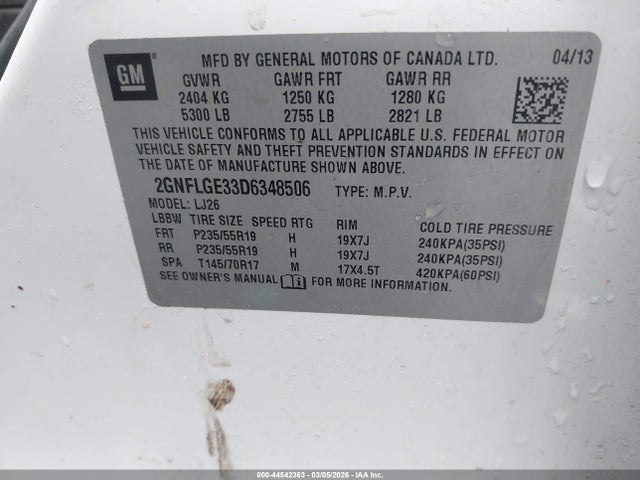 GM ®
MFD BY GENERAL MOTORS OF CANADA LTD. 04/13
GVWR GAWR FRT GAWR RR
2404 KG 1250 KG 1280 KG
5300 LB 2755 LB 2821 LB
THIS VEHICLE CONFORMS TO ALL APPLICABLE U.S. FEDERAL MOTOR
VEHICLE SAFETY AND THEFT PREVENTION STANDARDS IN EFFECT ON
THE DATE OF MANUFACTURE SHOWN ABOVE.
2GNFLGE33D6348506 TYPE: M.P.V.
MODEL: LJ26
LBBW TIRE SIZE SPEED RTG RIM COLD TIRE PRESSURE
FRT P235/55R19 H 19X7J 240KPA(35PSI)
RR P235/55R19 H 19X7J 240KPA(35PSI)
SPA T145/70R17 M 17X4.5T 420KPA(60PSI)
SEE OWNER'S MANUAL FOR MORE INFORMATION.
000-44542363 - 03/05/2026 - IAAI.CA